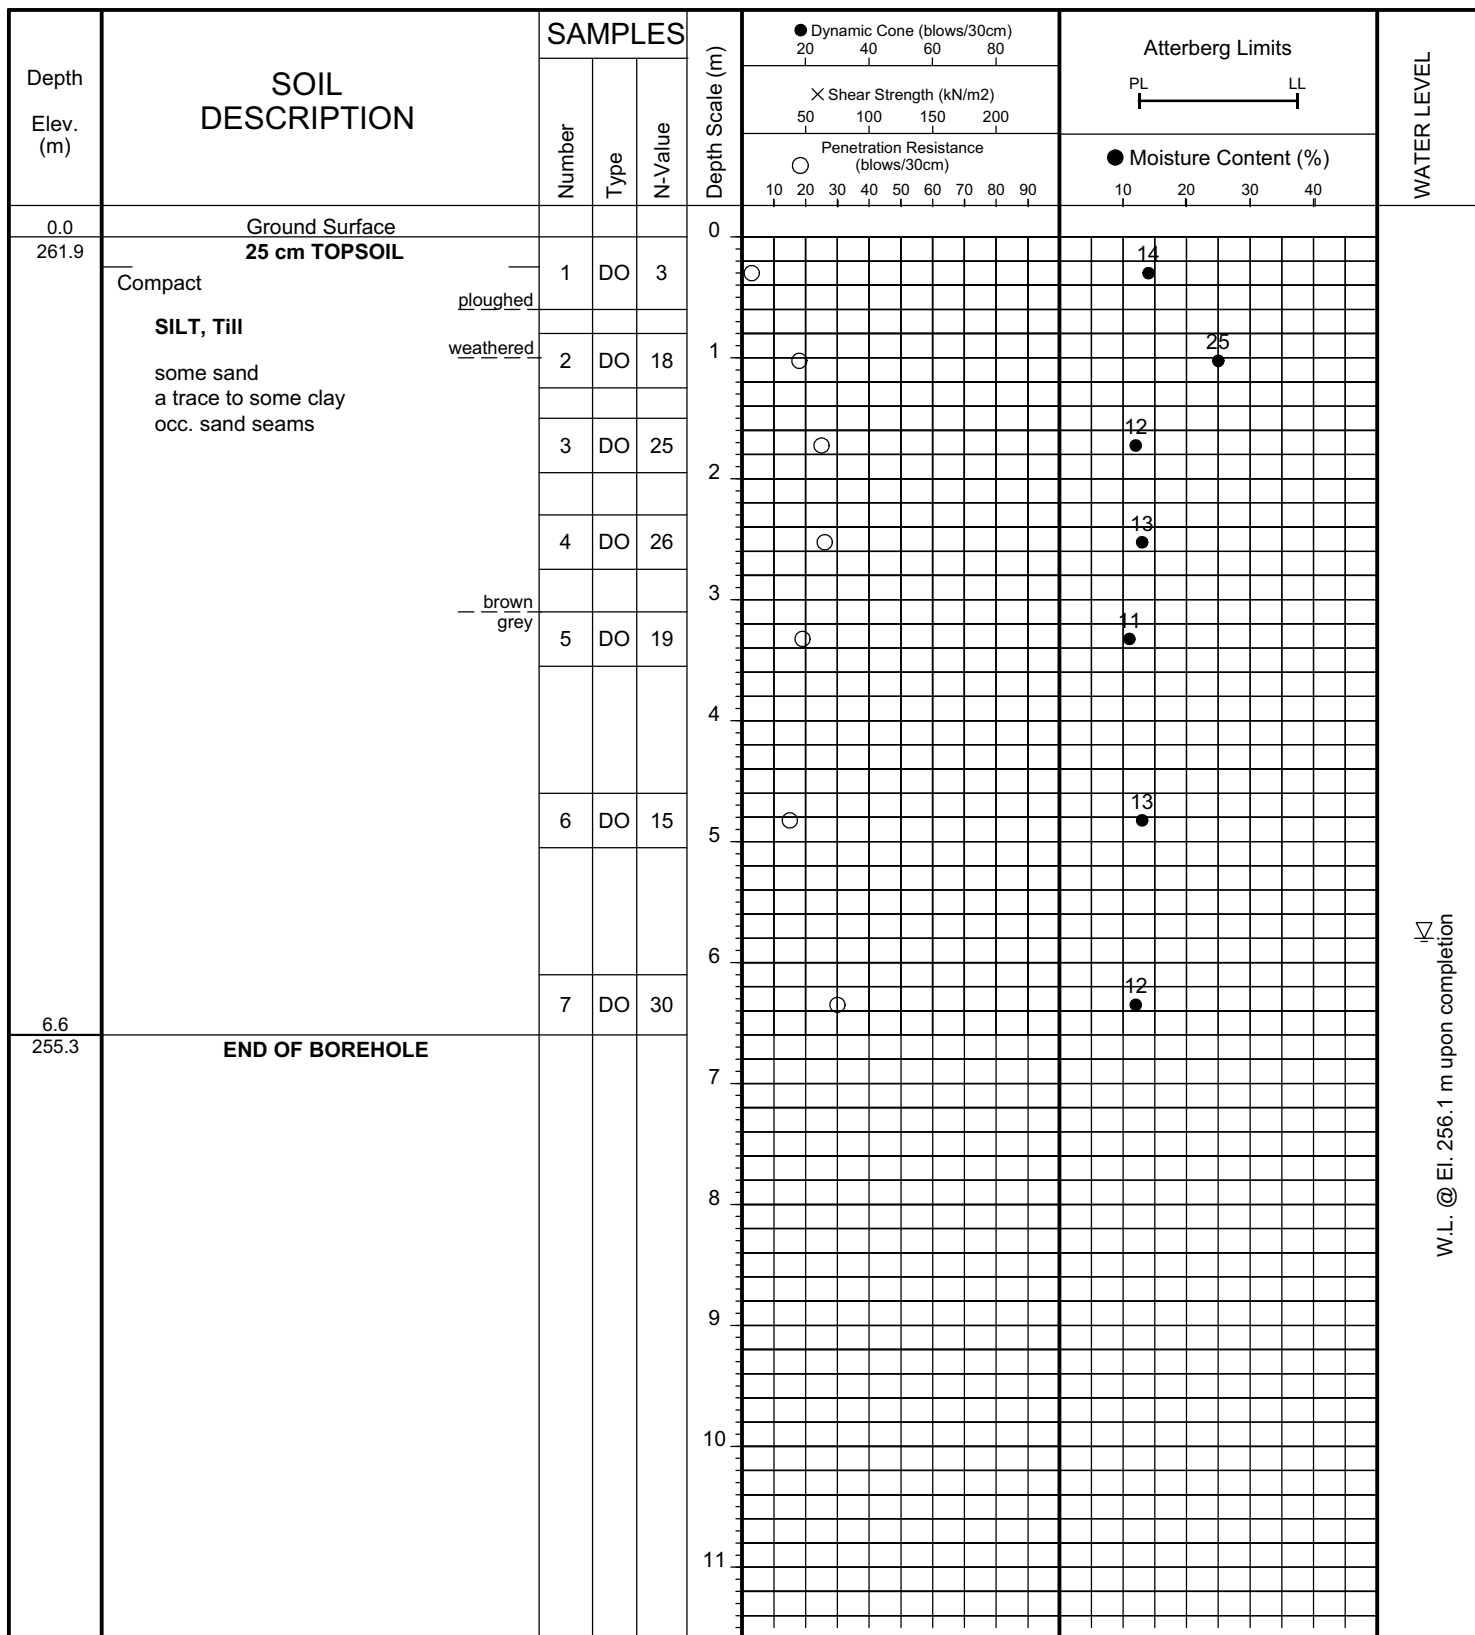 Depth
Elev.
(m)
SOIL
DESCRIPTION
SAMPLES
Number
Type
N-Value
Depth Scale (m)
Dynamic Cone (blows/30cm)
20 40 60 80
Shear Strength (kN/m2)
50 100 150 200
Penetration Resistance
(blows/30cm)
10 20 30 40 50 60 70 80 90
Atterberg Limits
PL LL
Moisture Content (%)
10 20 30 40
WATER LEVEL
0.0 Ground Surface
261.9 25 cm TOPSOIL
Compact
ploughed
SILT, Till
weathered
some sand
a trace to some clay
occ. sand seams
brown
grey
1 DO 3
2 DO 18
3 DO 25
4 DO 26
5 DO 19
6 DO 15
7 DO 30
6.6
255.3 END OF BOREHOLE
0
1
2
3
4
5
6
7
8
9
10
11
14
25
12
13
11
13
12
W.L. @ El. 256.1 m upon completion